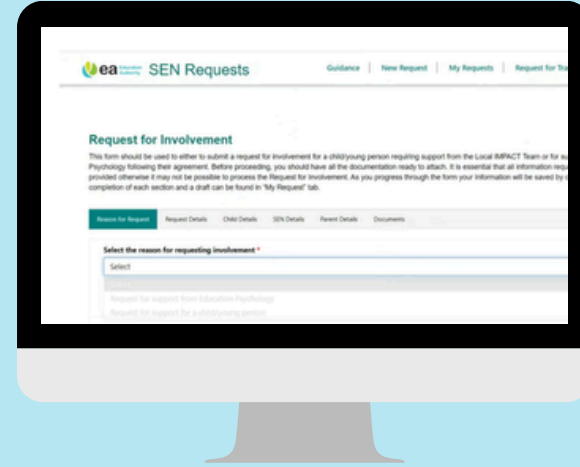 ea Education Authority SEN Requests
Guidance New Request My Requests Request for Tra
Request for Involvement
This form should be used to either to submit a request for involvement for a child/young person requiring support from the Local IMPACT Team or for su
Psychology following their agreement. Before proceeding, you should have all the documentation ready to attach. It is essential that all information requ
provided otherwise it may not be possible to process the Request for Involvement. As you progress through the form your information will be saved by c
completion of each section and a draft can be found in 'My Request' tab.
Reason for Request Request Details Child Details SEN Details Parent Details Documents
Select the reason for requesting involvement *
Select
Select
Request for support from Education Psychology
Request for support for a child/young person